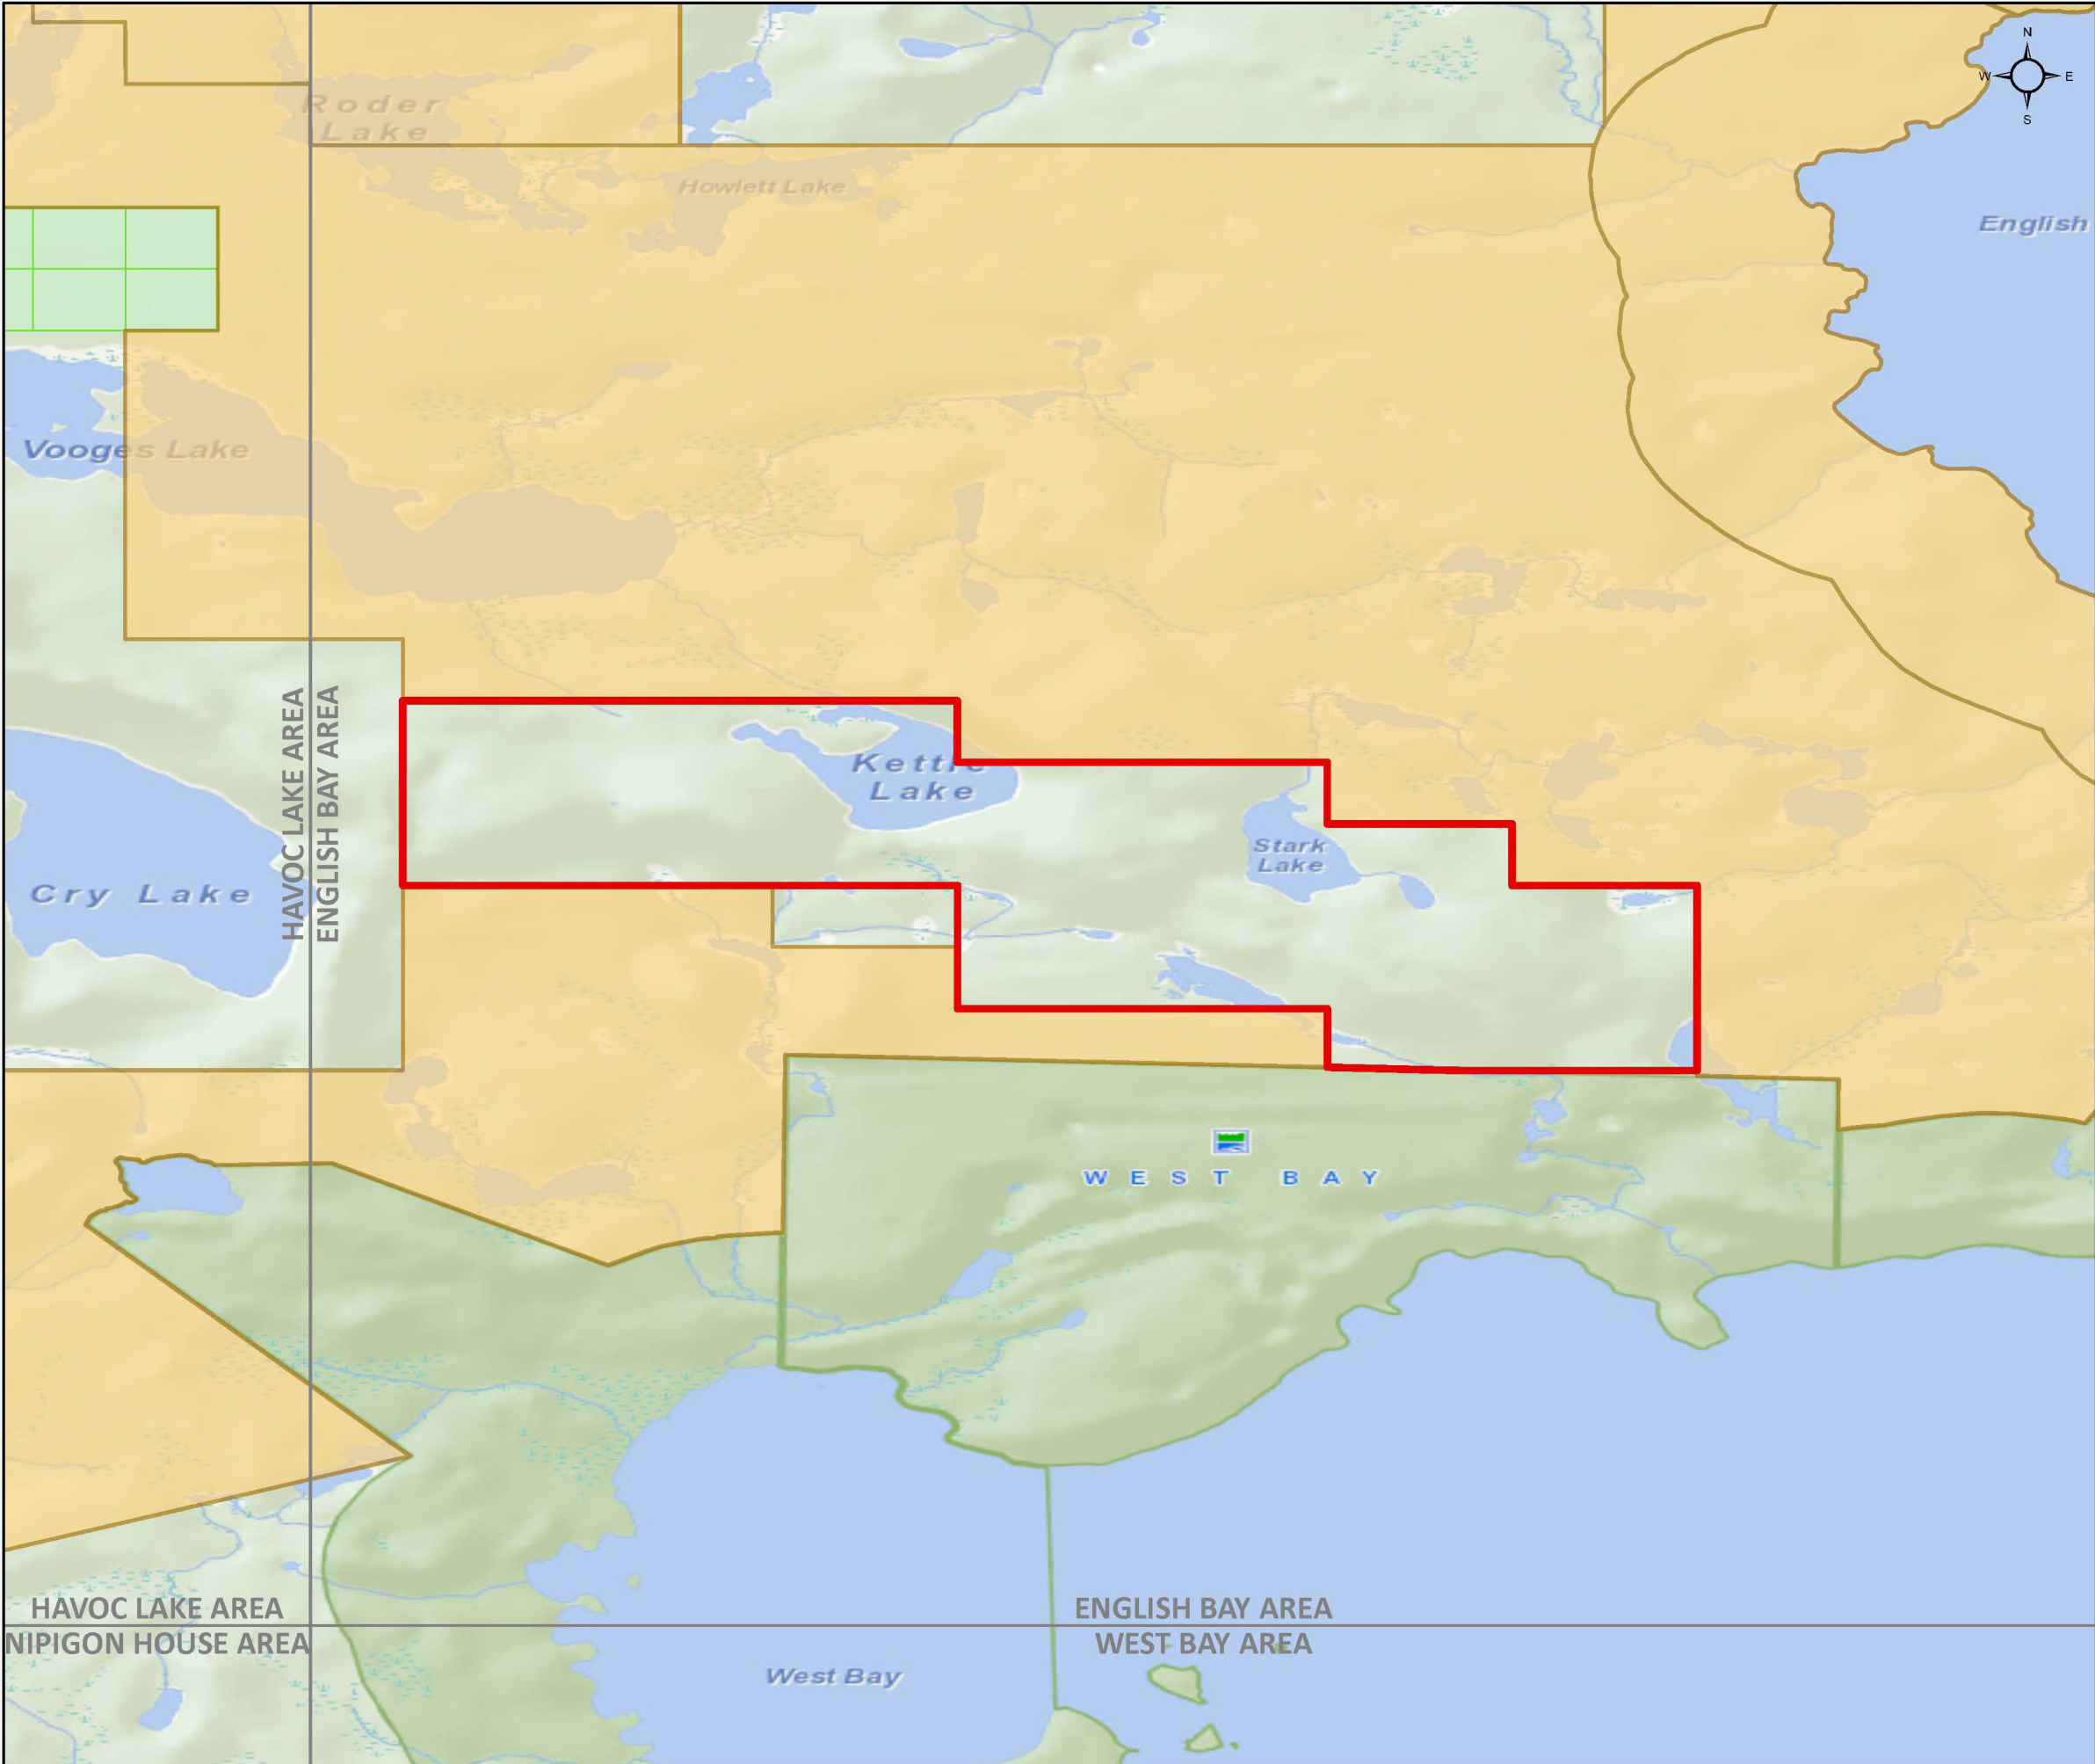 N
W E
S
Roder
Lake
Howlett Lake
English
Vooges Lake
HAVOC LAKE AREA
ENGLISH BAY AREA
Kettle
Lake
Stark
Lake
Cry Lake
WEST BAY
HAVOC LAKE AREA
NIPIGON HOUSE AREA
ENGLISH BAY AREA
WEST BAY AREA
West Bay